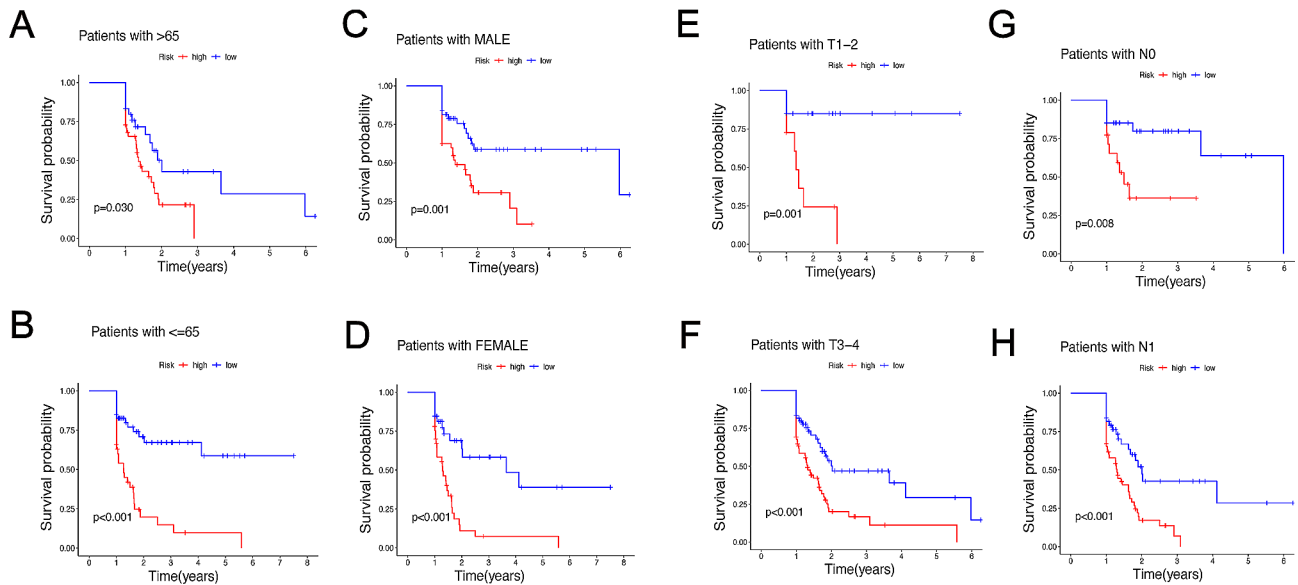 A
Patients with >65
Risk high low
Survival probability
1.00
0.75
0.50
0.25
0.00
p=0.030
0 1 2 3 4 5 6
Time(years)
B
Patients with <=65
Risk high low
Survival probability
1.00
0.75
0.50
0.25
0.00
p<0.001
0 1 2 3 4 5 6 7 8
Time(years)
C
Patients with MALE
Risk high low
Survival probability
1.00
0.75
0.50
0.25
0.00
p=0.001
0 1 2 3 4 5 6
Time(years)
D
Patients with FEMALE
Risk high low
Survival probability
1.00
0.75
0.50
0.25
0.00
p<0.001
0 1 2 3 4 5 6 7 8
Time(years)
E
Patients with T1-2
Risk high low
Survival probability
1.00
0.75
0.50
0.25
0.00
p=0.001
0 1 2 3 4 5 6 7 8
Time(years)
F
Patients with T3-4
Risk high low
Survival probability
1.00
0.75
0.50
0.25
0.00
p<0.001
0 1 2 3 4 5 6
Time(years)
G
Patients with N0
Risk high low
Survival probability
1.00
0.75
0.50
0.25
0.00
p=0.008
0 1 2 3 4 5 6
Time(years)
H
Patients with N1
Risk high low
Survival probability
1.00
0.75
0.50
0.25
0.00
p<0.001
0 1 2 3 4 5 6
Time(years)